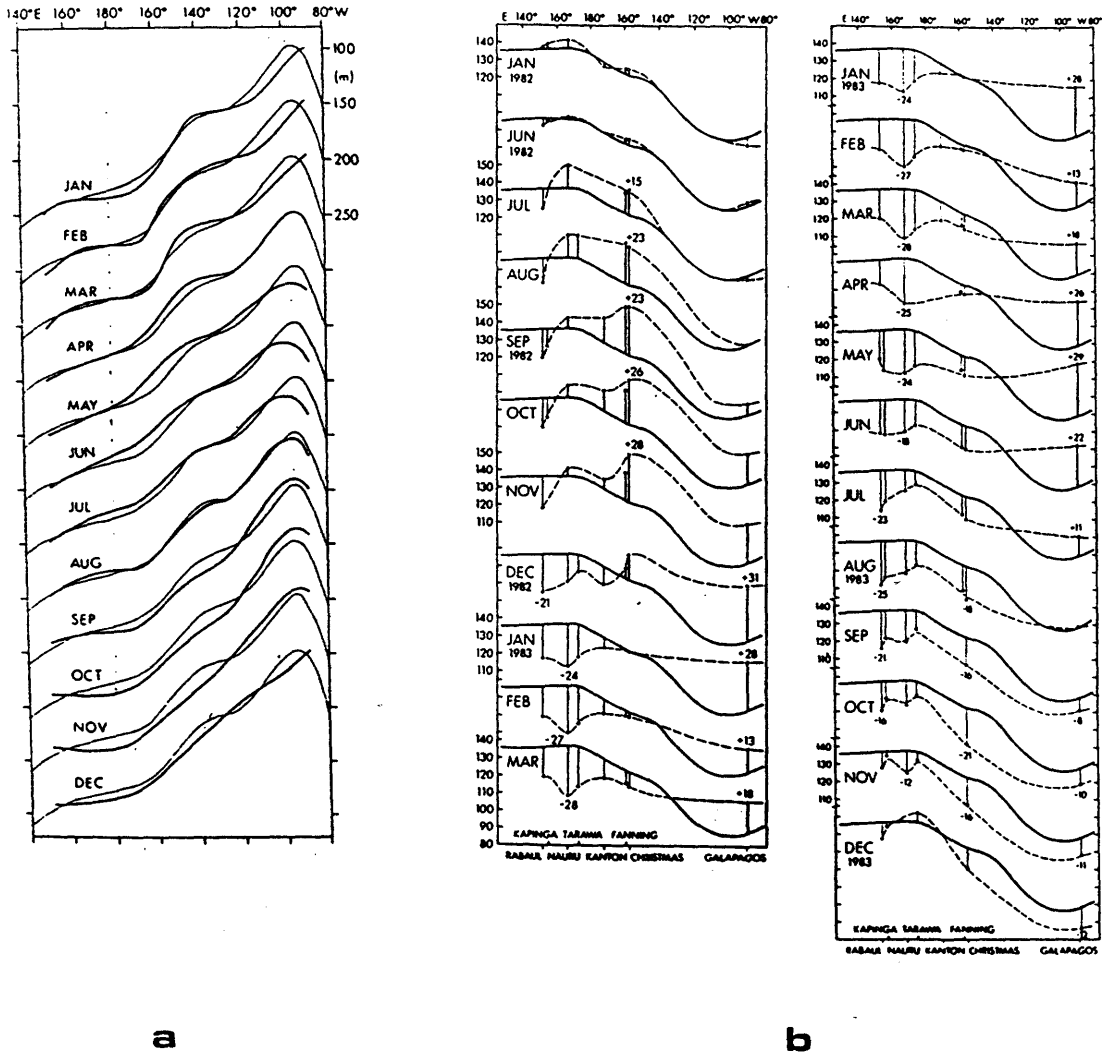 140°E 160° 180° 160° 140° 120° 100° 80°W
100
(m)
150
200
250
JAN
FEB
MAR
APR
MAY
JUN
JUL
AUG
SEP
OCT
NOV
DEC
a
E 140° 160° 180° 160° 140° 100° W 80°
140
130
120
JAN
1982
JUN
1982
150
140
130
120
JUL
+15
AUG
+23
150
140
130
120
SEP
1982
+23
OCT
+26
150
140
130
120
110
NOV
+28
DEC
1982
-21
+31
140
130
120
110
JAN
1983
-24
+28
FEB
-27
+13
140
130
120
110
100
90
80
MAR
-28
+18
KAPINGA TARAWA FANNING
RABAUL NAURU KANTON CHRISTMAS GALAPAGOS
E 140° 160° 180° 160° 140° 100° W 80°
140
130
120
110
JAN
1983
-24
+28
FEB
-27
+13
140
130
120
110
MAR
-28
+18
APR
-25
+26
140
130
120
110
MAY
-24
+29
JUN
-18
+22
140
130
120
110
JUL
-23
+11
AUG
1983
-25
-18
140
130
120
110
SEP
-21
-10
-8
OCT
-16
-21
-10
140
130
120
110
NOV
-12
-16
-11
DEC
1983
KAPINGA TARAWA FANNING
RABAUL NAURU KANTON CHRISTMAS GALAPAGOS
b